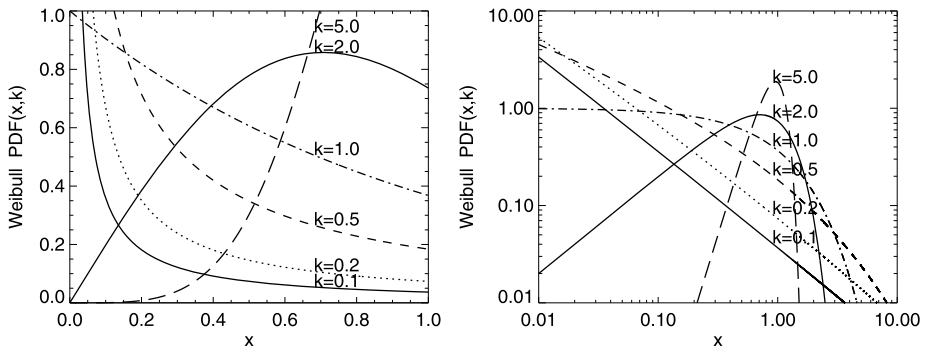 Weibull PDF(x,k)
1.0
0.8
0.6
0.4
0.2
0.0
k=5.0
k=2.0
k=1.0
k=0.5
k=0.2
k=0.1
0.0 0.2 0.4 0.6 0.8 1.0
x
Weibull PDF(x,k)
10.00
1.00
0.10
0.01
k=5.0
k=2.0
k=1.0
k=0.5
k=0.2
k=0.1
0.01 0.10 1.00 10.00
x